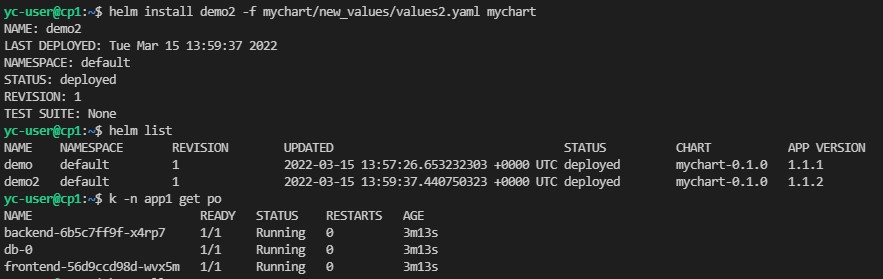 yc-user@cp1:~$ helm install demo2 -f mychart/new_values/values2.yaml mychart
NAME: demo2
LAST DEPLOYED: Tue Mar 15 13:59:37 2022
NAMESPACE: default
STATUS: deployed
REVISION: 1
TEST SUITE: None
yc-user@cp1:~$ helm list
NAME NAMESPACE REVISION UPDATED STATUS CHART APP VERSION
demo default 1 2022-03-15 13:57:26.653232303 +0000 UTC deployed mychart-0.1.0 1.1.1
demo2 default 1 2022-03-15 13:59:37.440750323 +0000 UTC deployed mychart-0.1.0 1.1.2
yc-user@cp1:~$ k -n app1 get po
NAME READY STATUS RESTARTS AGE
backend-6b5c7ff9f-x4rp7 1/1 Running 0 3m13s
db-0 1/1 Running 0 3m13s
frontend-56d9ccd98d-wvx5m 1/1 Running 0 3m13s